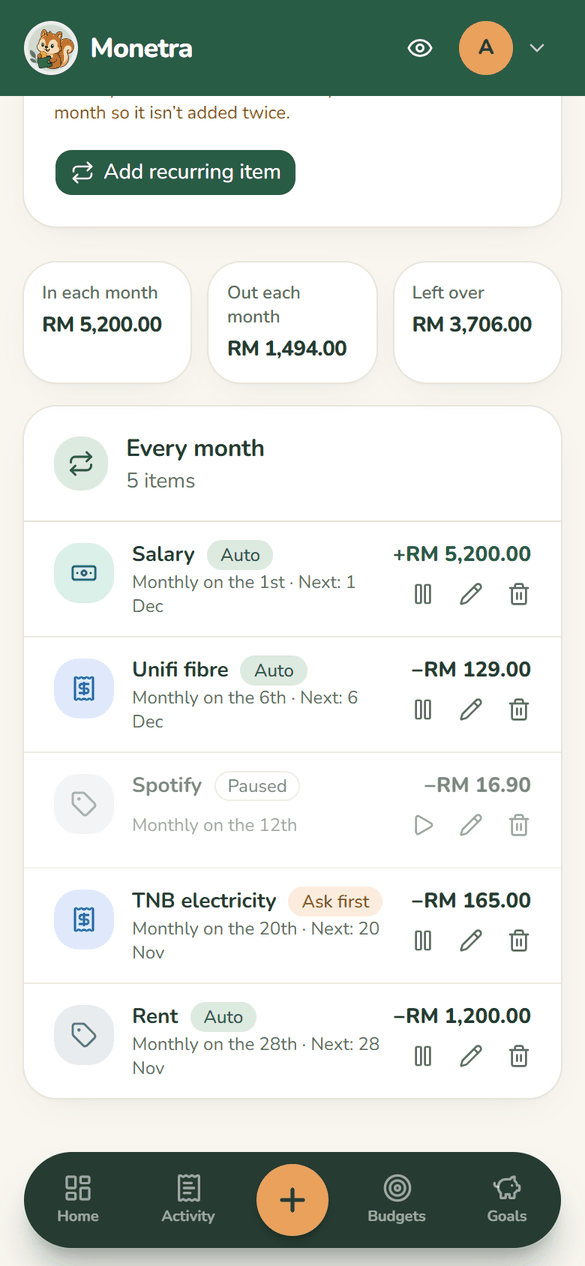 Monetra
A
month so it isn't added twice.
Add recurring item
In each month
RM 5,200.00
Out each
month
RM 1,494.00
Left over
RM 3,706.00
Every month
5 items
Salary Auto +RM 5,200.00
Monthly on the 1st · Next: 1
Dec
Unifi fibre Auto −RM 129.00
Monthly on the 6th · Next: 6
Dec
Spotify Paused −RM 16.90
Monthly on the 12th
TNB electricity Ask first −RM 165.00
Monthly on the 20th · Next: 20
Nov
Rent Auto −RM 1,200.00
Monthly on the 28th · Next: 28
Nov
Home Activity Budgets Goals